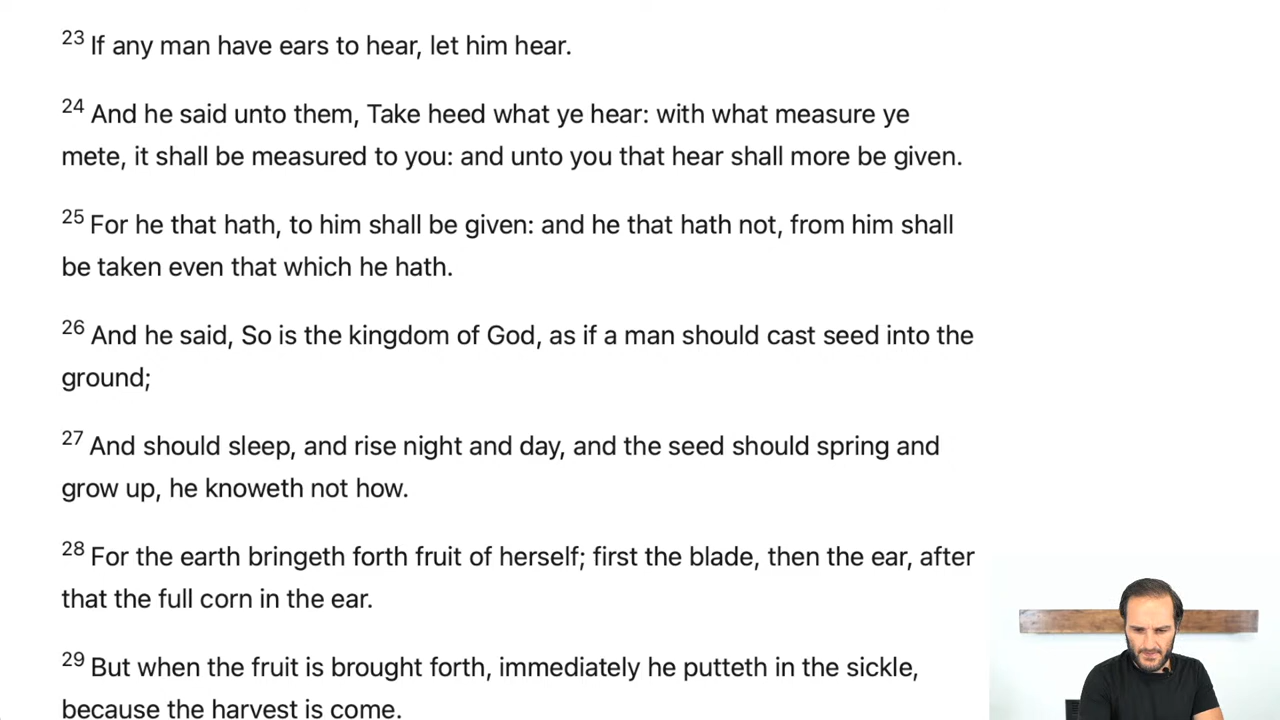 23 If any man have ears to hear, let him hear.
24 And he said unto them, Take heed what ye hear: with what measure ye
mete, it shall be measured to you: and unto you that hear shall more be given.
25 For he that hath, to him shall be given: and he that hath not, from him shall
be taken even that which he hath.
26 And he said, So is the kingdom of God, as if a man should cast seed into the
ground;
27 And should sleep, and rise night and day, and the seed should spring and
grow up, he knoweth not how.
28 For the earth bringeth forth fruit of herself; first the blade, then the ear, after
that the full corn in the ear.
29 But when the fruit is brought forth, immediately he putteth in the sickle,
because the harvest is come.